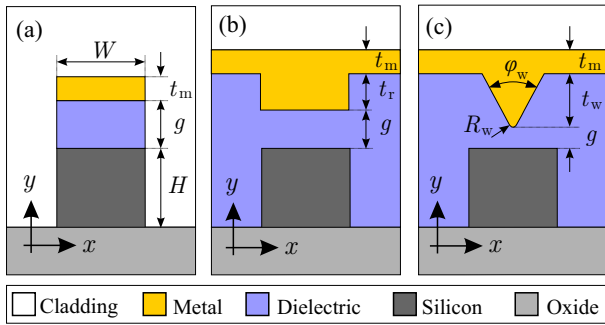 (a)
W
t_m
g
H
y
x
(b)
t_m
t_r
g
y
x
(c)
φ_w
t_m
t_w
R_w
g
y
x
Cladding Metal Dielectric Silicon Oxide